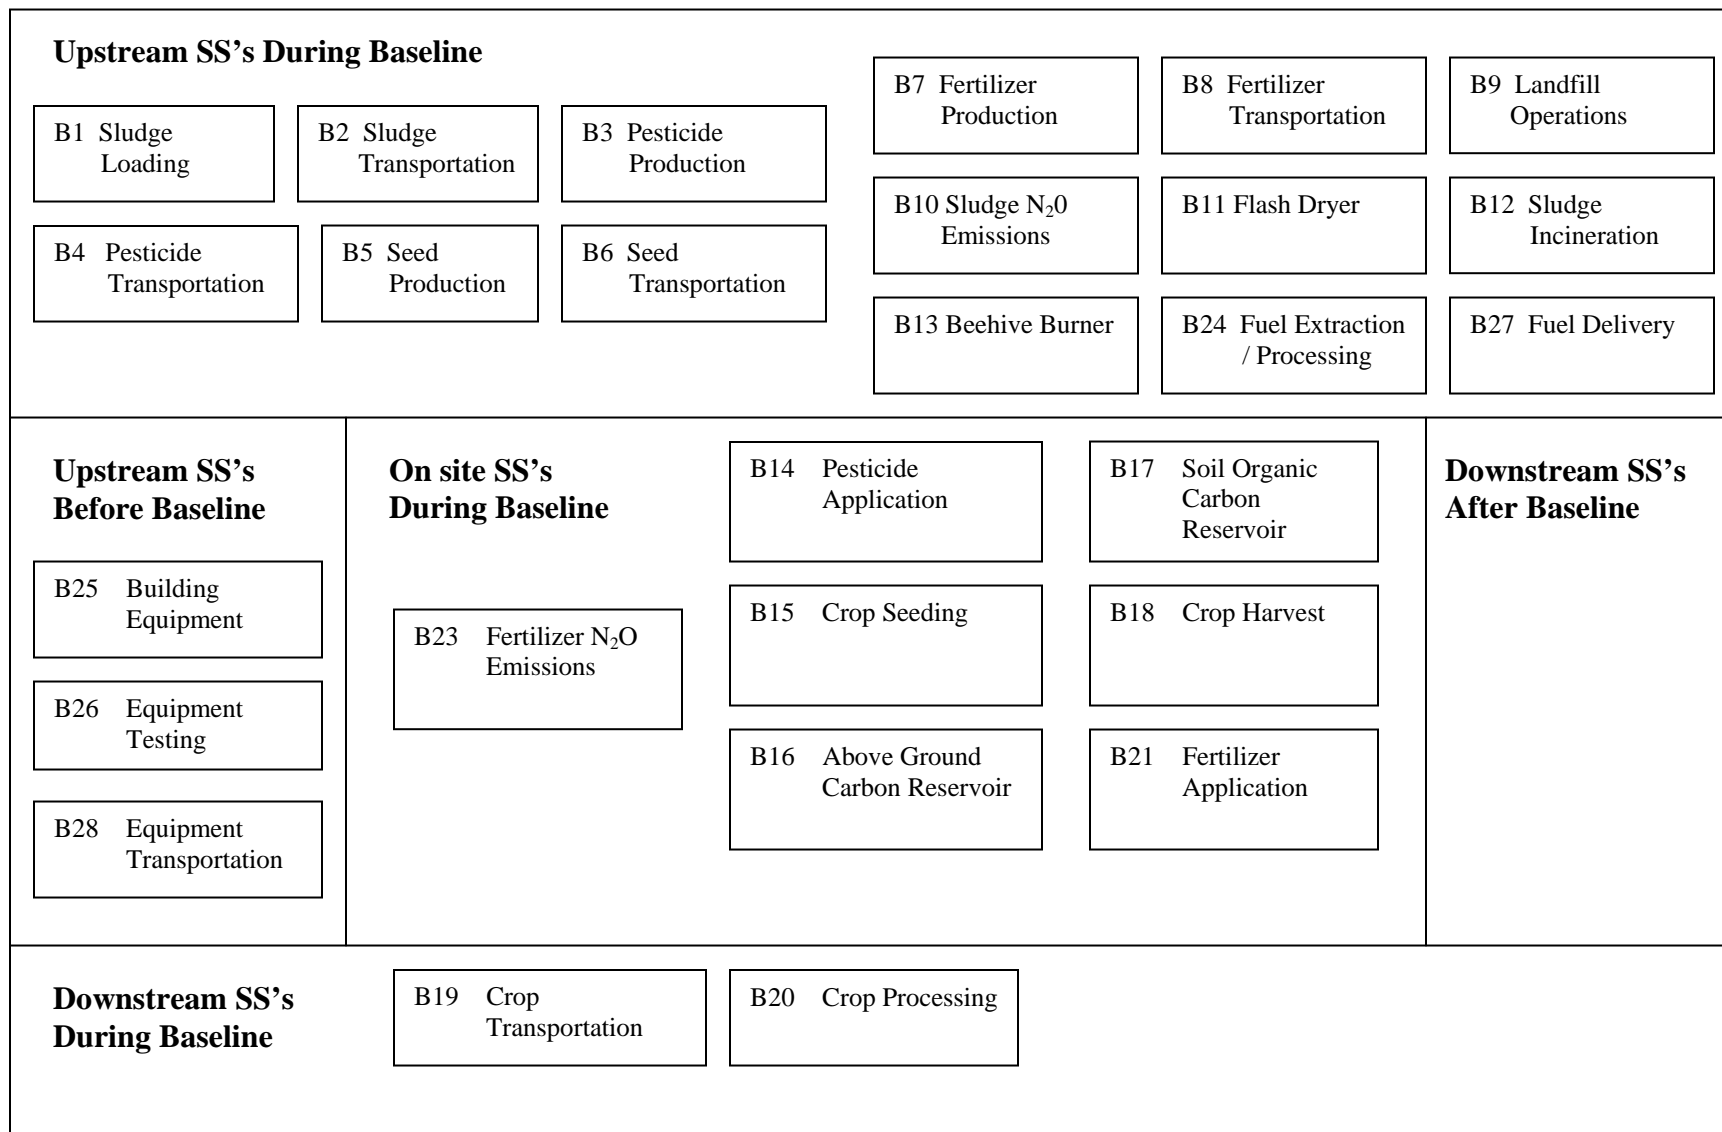 Upstream SS's During Baseline
B1 Sludge
Loading
B2 Sludge
Transportation
B3 Pesticide
Production
B4 Pesticide
Transportation
B5 Seed
Production
B6 Seed
Transportation
B7 Fertilizer
Production
B8 Fertilizer
Transportation
B9 Landfill
Operations
B10 Sludge N₂0
Emissions
B11 Flash Dryer
B12 Sludge
Incineration
B13 Beehive Burner
B24 Fuel Extraction
/ Processing
B27 Fuel Delivery
Upstream SS's
Before Baseline
B25 Building
Equipment
B26 Equipment
Testing
B28 Equipment
Transportation
On site SS's
During Baseline
B23 Fertilizer N₂O
Emissions
B14 Pesticide
Application
B17 Soil Organic
Carbon
Reservoir
B15 Crop Seeding
B18 Crop Harvest
B16 Above Ground
Carbon Reservoir
B21 Fertilizer
Application
Downstream SS's
After Baseline
Downstream SS's
During Baseline
B19 Crop
Transportation
B20 Crop Processing